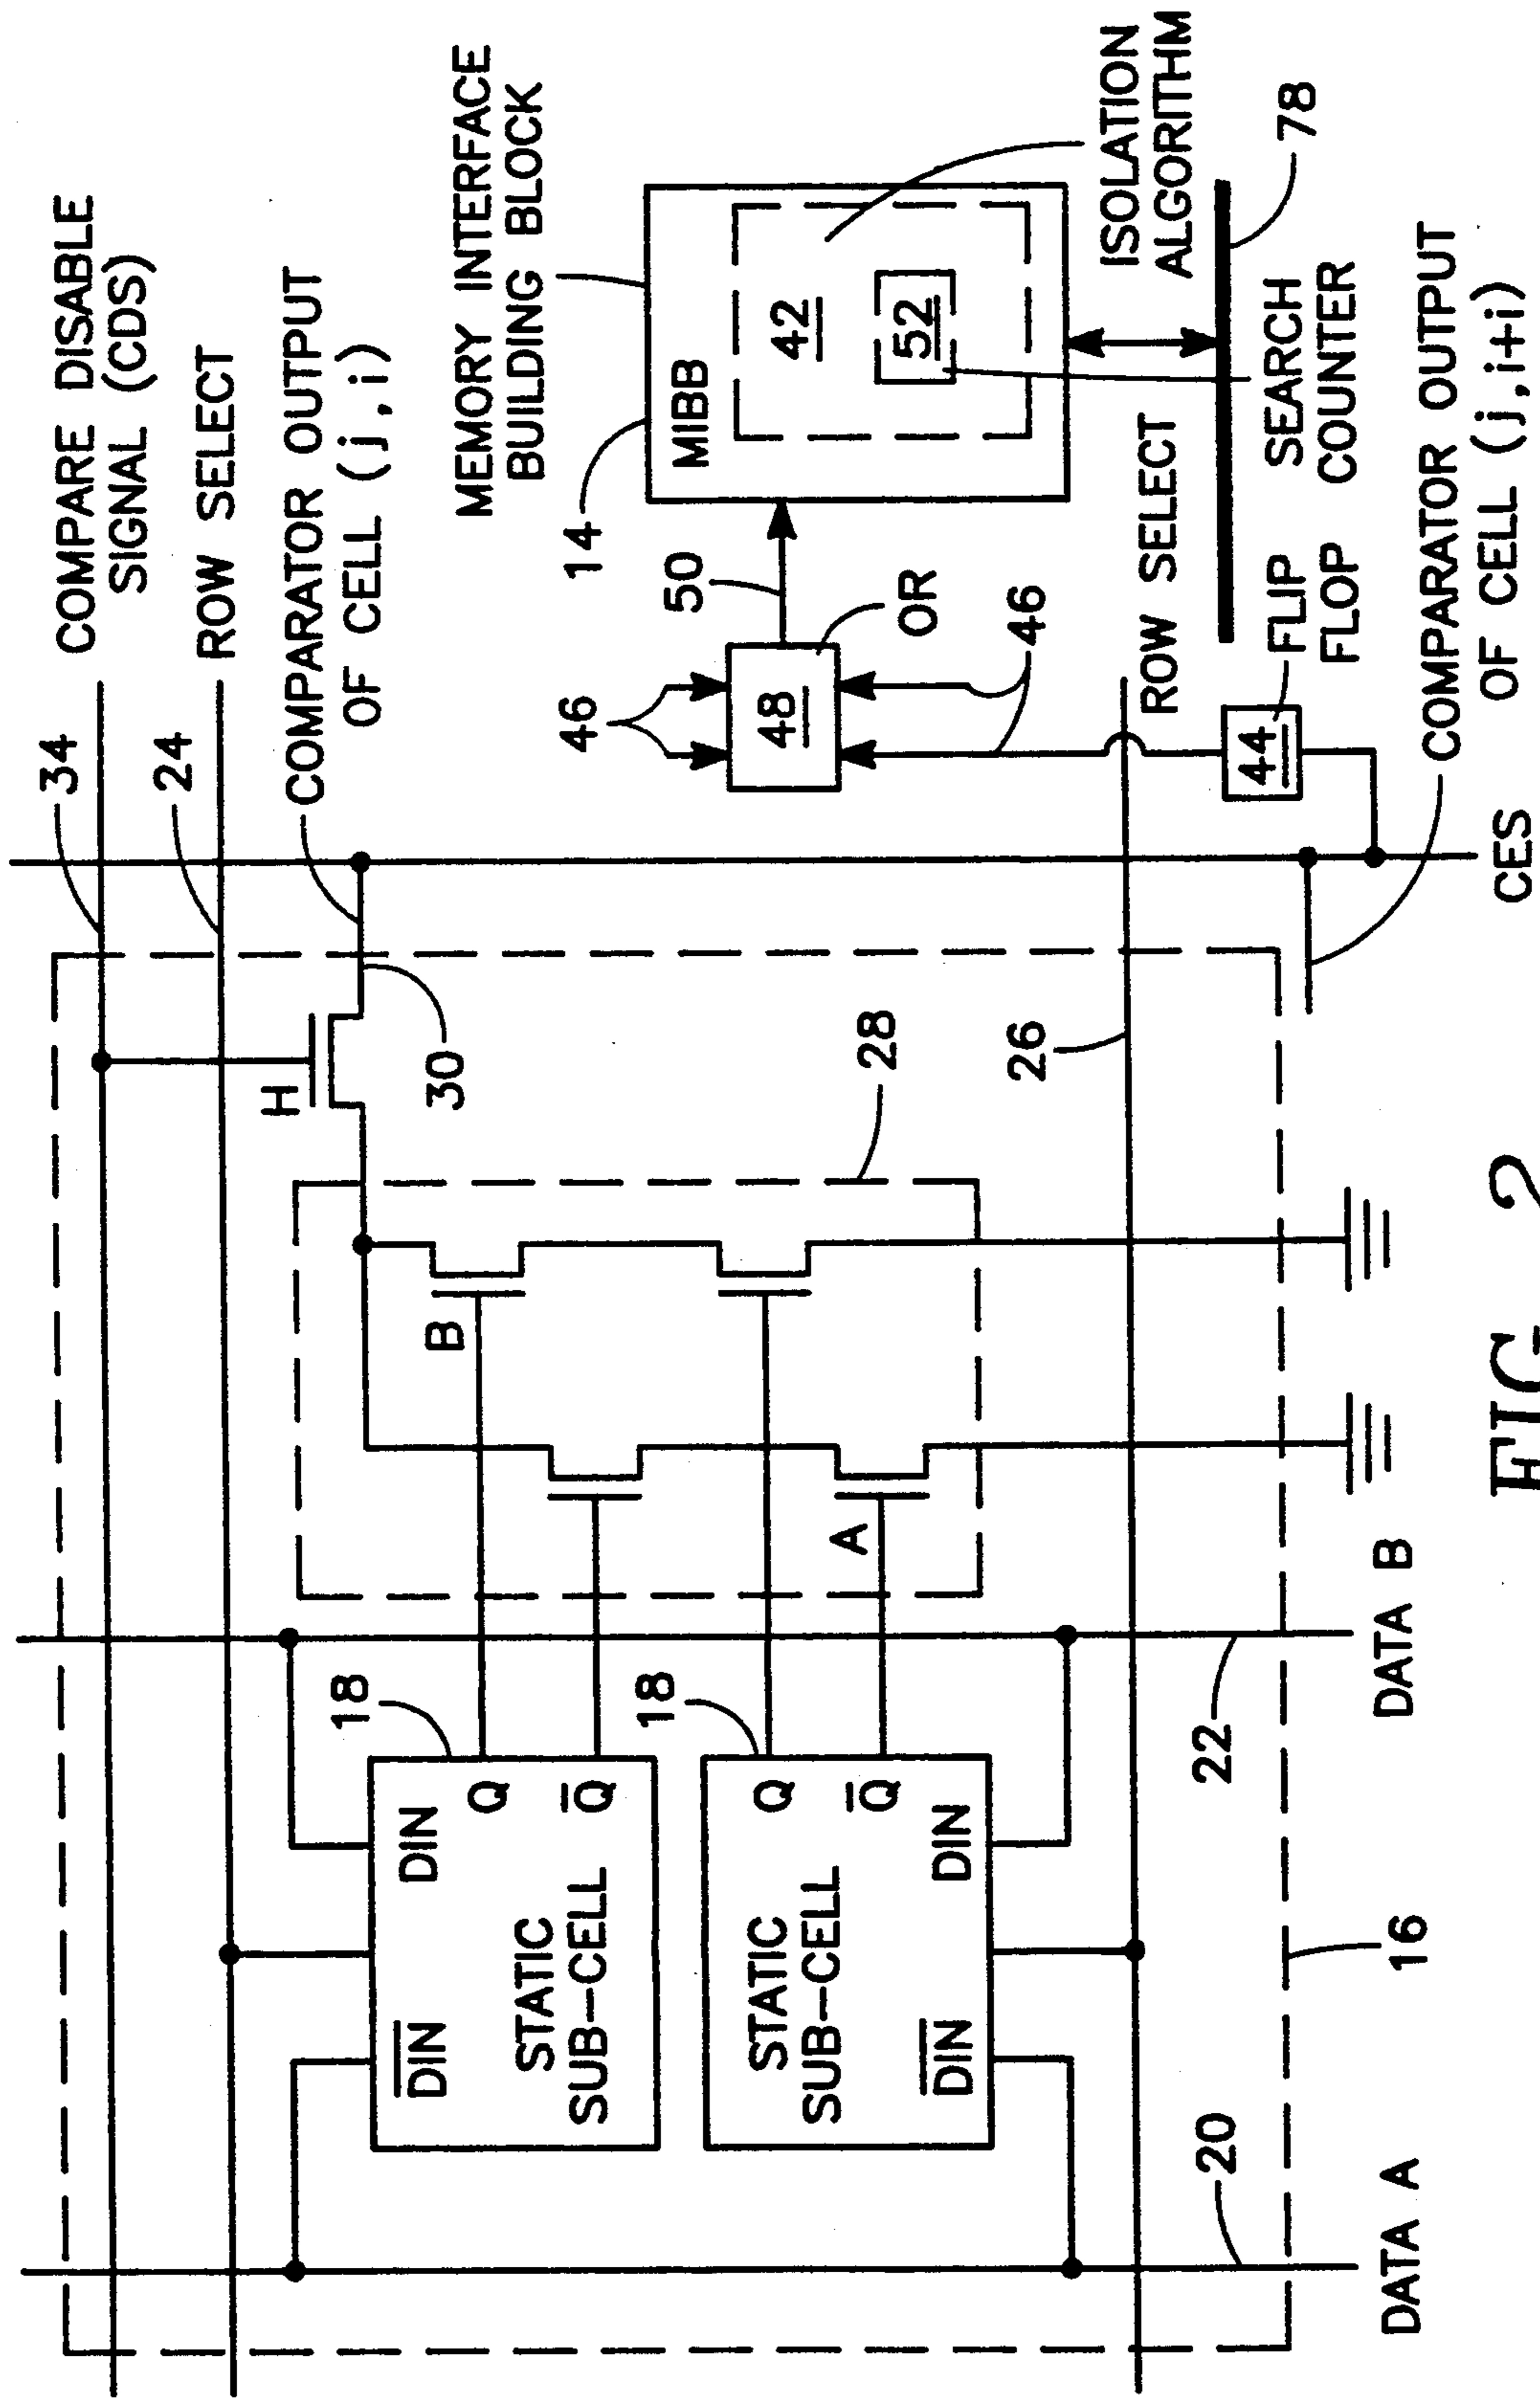 COMPARE DISABLE
SIGNAL (CDS)
34
ROW SELECT
24
COMPARATOR OUTPUT
OF CELL (j,i)
H
30
MEMORY INTERFACE
BUILDING BLOCK
14
MIBB
42
52
50
46
48
OR
46
ISOLATION
ALGORITHM
ROW SELECT
78
SEARCH
COUNTER
FLIP
FLOP
44
COMPARATOR OUTPUT
OF CELL (j,i+i)
CES
28
26
B
A
18
DIN
Q
Q̅
D̅I̅N̅
STATIC
SUB-CELL
18
Q
Q̅
DIN
STATIC
SUB-CELL
D̅I̅N̅
22
DATA B
20
DATA A
16
FIG. 2